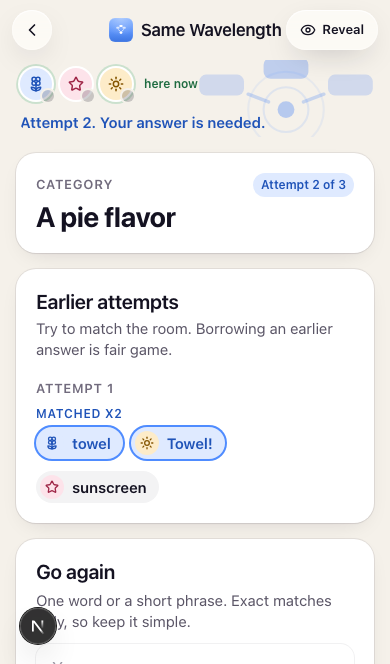 Same Wavelength
Reveal
here now
Attempt 2. Your answer is needed.
CATEGORY
Attempt 2 of 3
A pie flavor
Earlier attempts
Try to match the room. Borrowing an earlier
answer is fair game.
ATTEMPT 1
MATCHED X2
towel
Towel!
sunscreen
Go again
One word or a short phrase. Exact matches
so keep it simple.
N